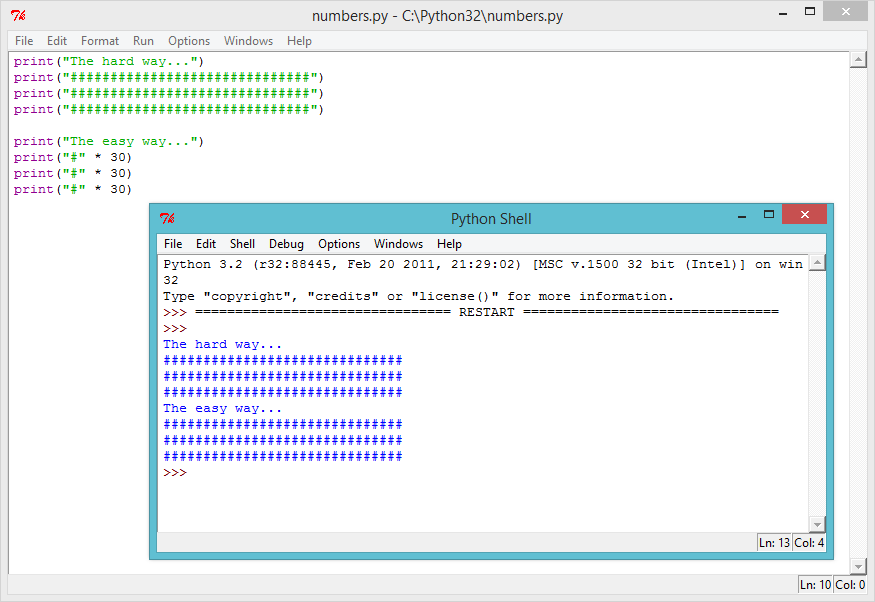 numbers.py - C:\Python32\numbers.py
File Edit Format Run Options Windows Help
print("The hard way...")
print("##############################")
print("##############################")
print("##############################")
print("The easy way...")
print("#" * 30)
print("#" * 30)
print("#" * 30)
Python Shell
File Edit Shell Debug Options Windows Help
Python 3.2 (r32:88445, Feb 20 2011, 21:29:02) [MSC v.1500 32 bit (Intel)] on win
32
Type "copyright", "credits" or "license()" for more information.
>>> ================================ RESTART ================================
>>>
The hard way...
##############################
##############################
##############################
The easy way...
##############################
##############################
##############################
>>>
Ln: 13 Col: 4
Ln: 10 Col: 0